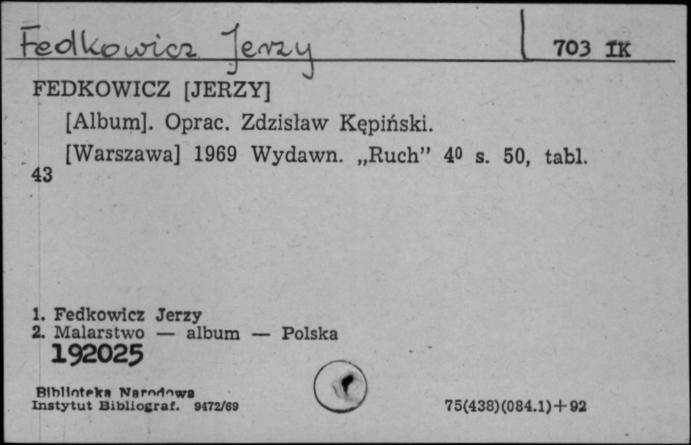 Fedkowicz Jerzy
703 IK
FEDKOWICZ [JERZY]
[Album]. Oprac. Zdzisław Kępiński.
[Warszawa] 1969 Wydawn. „Ruch” 4⁰ s. 50, tabl.
43
1. Fedkowicz Jerzy
2. Malarstwo — album — Polska
192025
Biblioteka Narodowa
Instytut Bibliograf. 9472/69
75(438)(084.1)+92